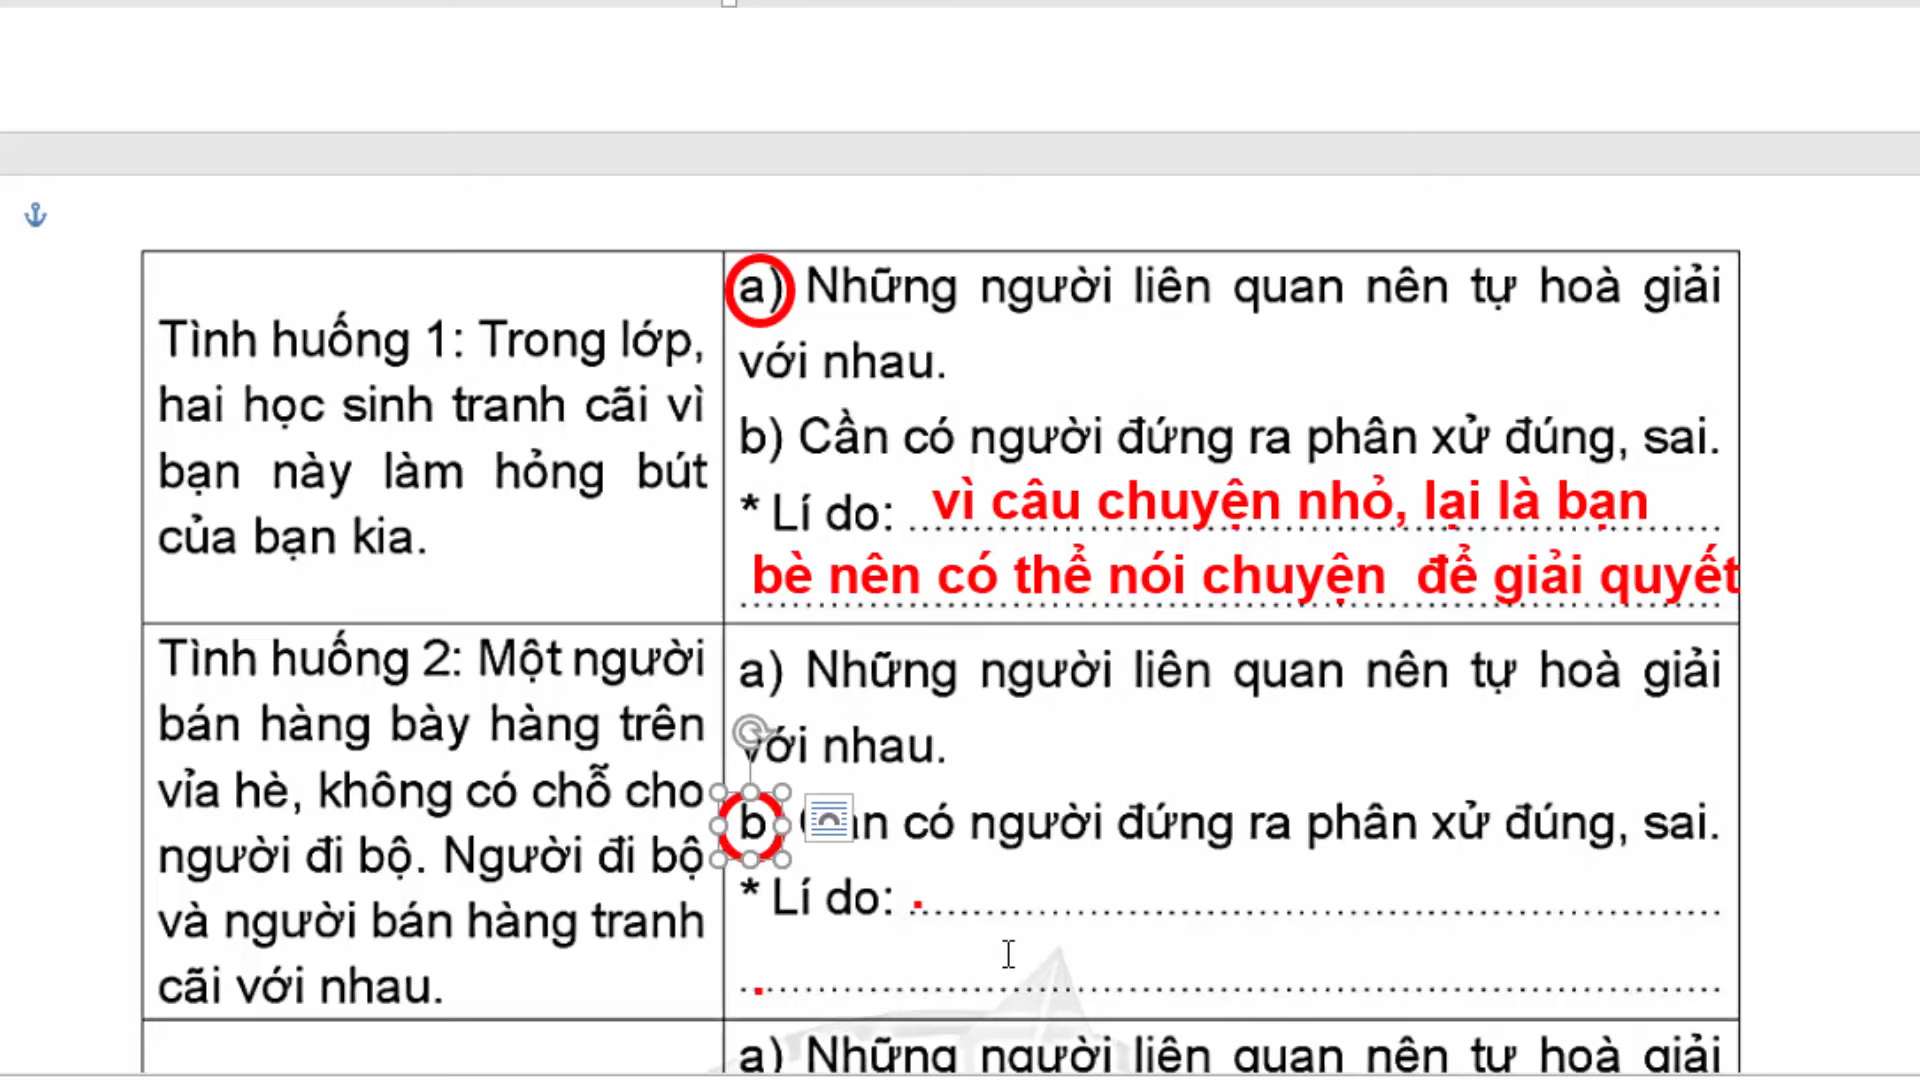 Tình huống 1: Trong lớp,
hai học sinh tranh cãi vì
bạn này làm hỏng bút
của bạn kia.
a) Những người liên quan nên tự hoà giải
với nhau.
b) Cần có người đứng ra phân xử đúng, sai.
* Lí do: vì câu chuyện nhỏ, lại là bạn
bè nên có thể nói chuyện để giải quyết
Tình huống 2: Một người
bán hàng bày hàng trên
vỉa hè, không có chỗ cho
người đi bộ. Người đi bộ
và người bán hàng tranh
cãi với nhau.
a) Những người liên quan nên tự hoà giải
với nhau.
b) Cần có người đứng ra phân xử đúng, sai.
* Lí do:
a) Những người liên quan nên tự hoà giải